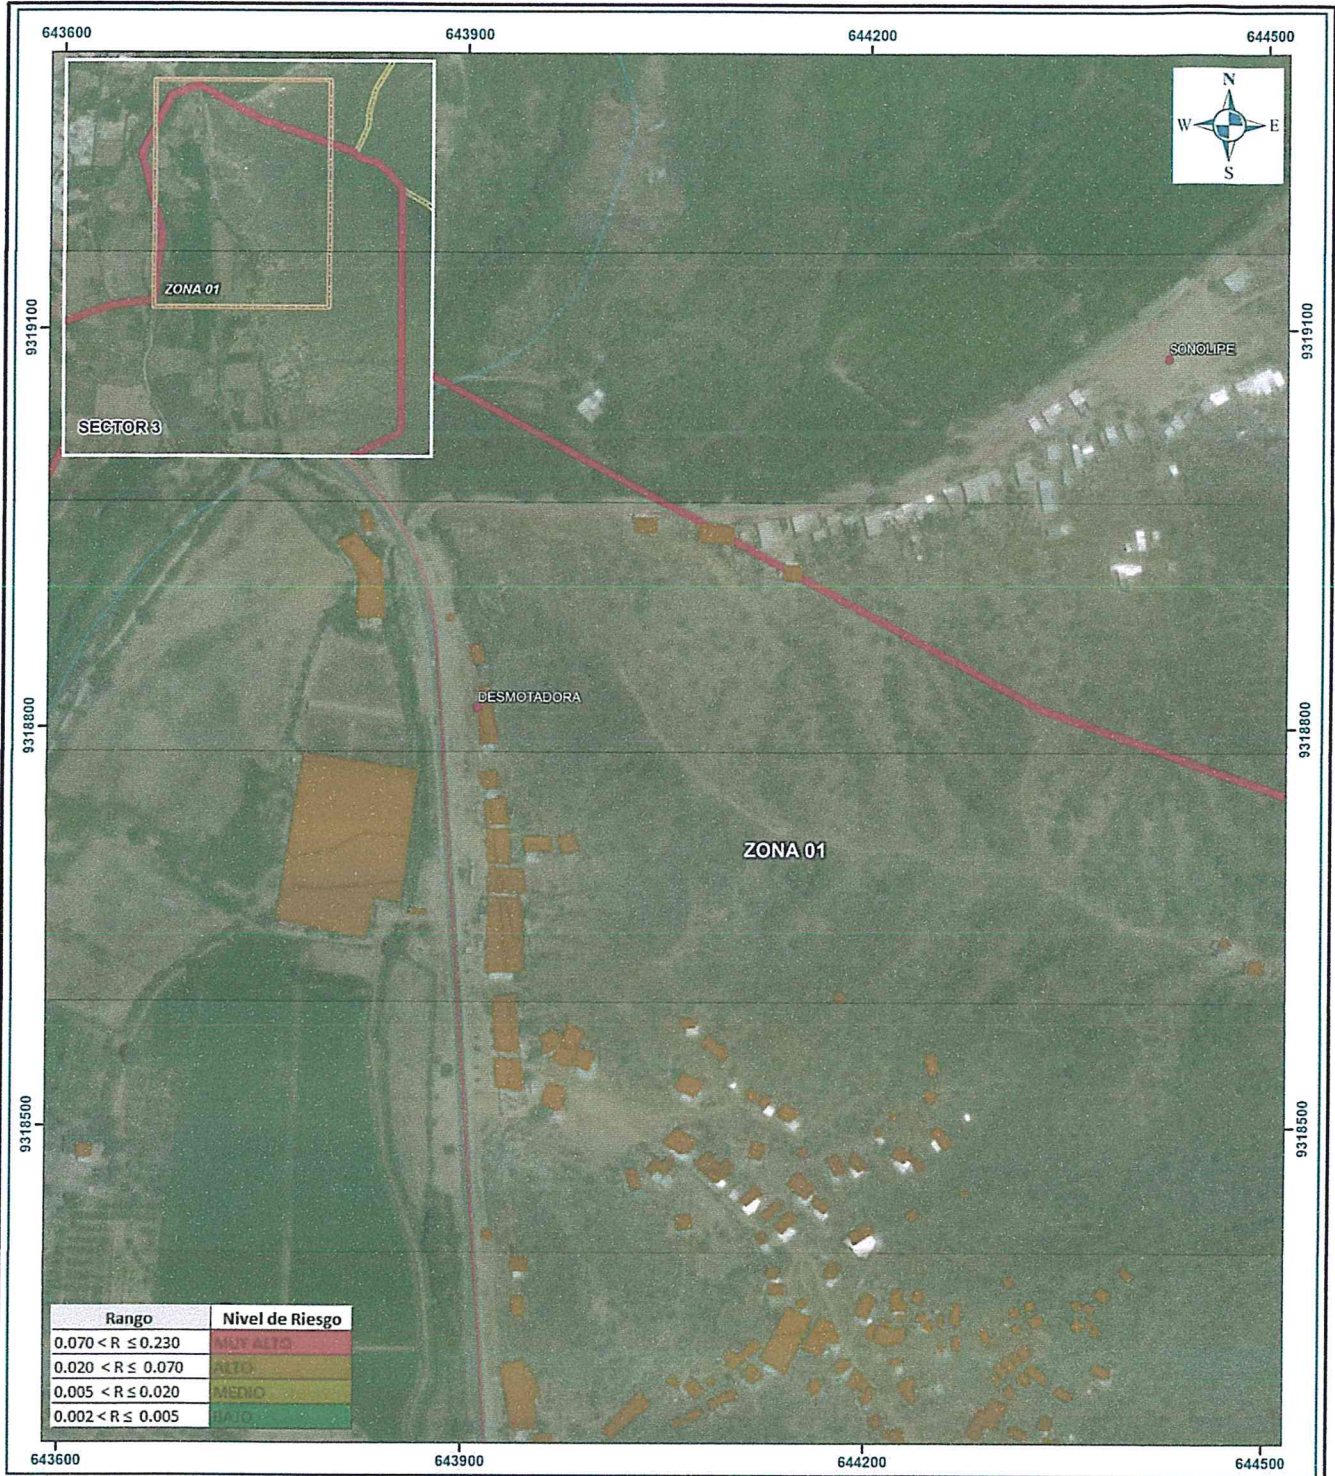 643600 643900 644200 644500
N
W E
S
ZONA 01
SECTOR 3
9319100 9319100
SONOLIPE
DESMOTADORA
9318800 9318800
ZONA 01
9318500 9318500
Rango Nivel de Riesgo
0.070 < R ≤ 0.230 MUY ALTO
0.020 < R ≤ 0.070 ALTO
0.005 < R ≤ 0.020 MEDIO
0.002 < R ≤ 0.005 BAJO
643600 643900 644200 644500